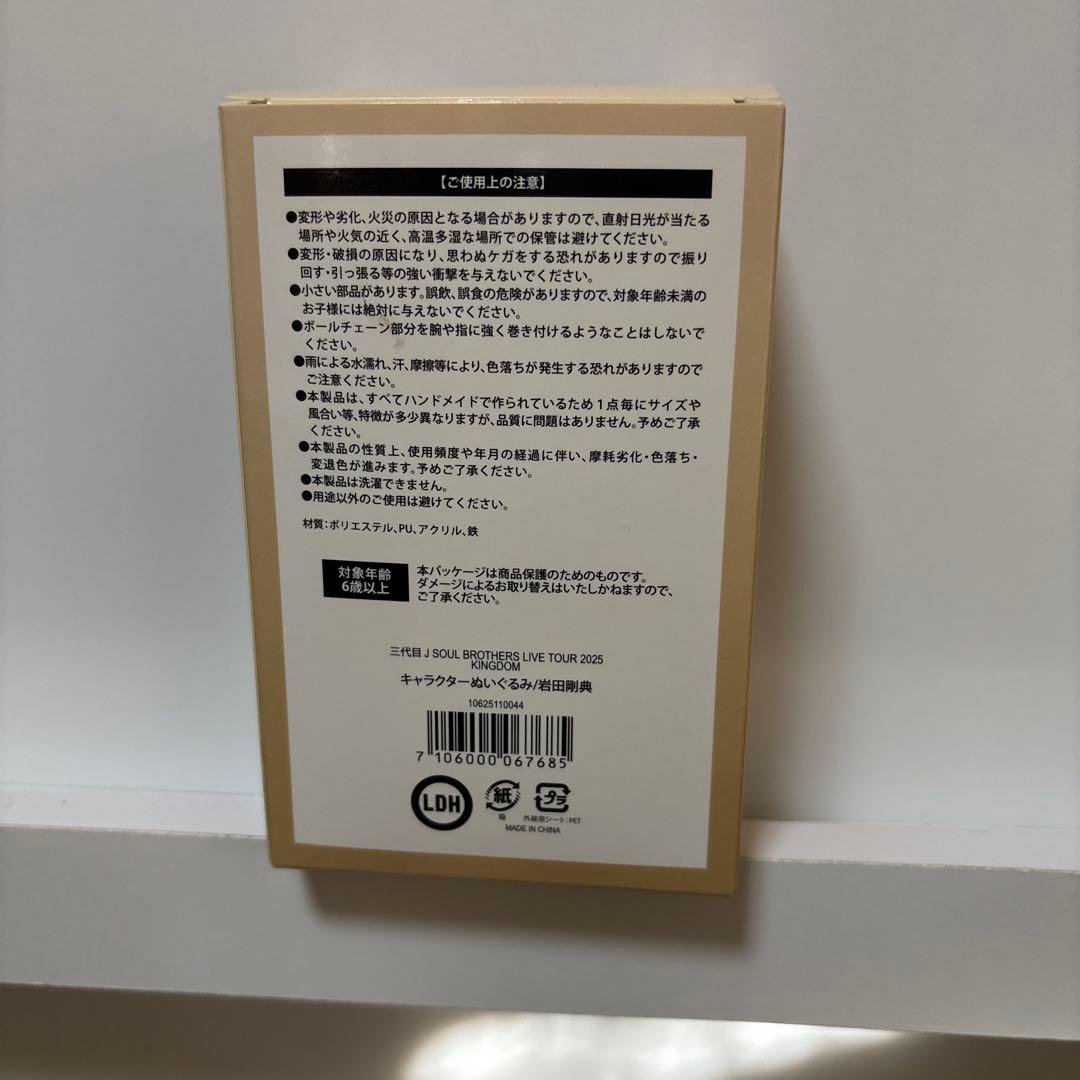 【ご使用上の注意】
●変形や劣化、火災の原因となる場合がありますので、直射日光が当たる
場所や火気の近く、高温多湿な場所での保管は避けてください。
●変形・破損の原因になり、思わぬケガをする恐れがありますので振り
回す・引っ張る等の強い衝撃を与えないでください。
●小さい部品があります。誤飲、誤食の危険がありますので、対象年齢未満の
お子様には絶対に与えないでください。
●ボールチェーン部分を腕や指に強く巻き付けるようなことはしないで
ください。
●雨による水濡れ、汗、摩擦等により、色落ちが発生する恐れがありますので
ご注意ください。
●本製品は、すべてハンドメイドで作られているため1点毎にサイズや
風合い等、特徴が多少異なりますが、品質に問題はありません。予めご了承
ください。
●本製品の性質上、使用頻度や年月の経過に伴い、摩耗劣化・色落ち・
変退色が進みます。予めご了承ください。
●本製品は洗濯できません。
●用途以外のご使用は避けてください。
材質：ポリエステル、PU、アクリル、鉄
対象年齢
6歳以上
本パッケージは商品保護のためのものです。
ダメージによるお取り替えはいたしかねますので、
ご了承ください。
三代目 J SOUL BROTHERS LIVE TOUR 2025
KINGDOM
キャラクターぬいぐるみ/岩田剛典
10625110044
7 106000 067685
LDH
紙
プラ
箱
外装窓シート：PET
MADE IN CHINA